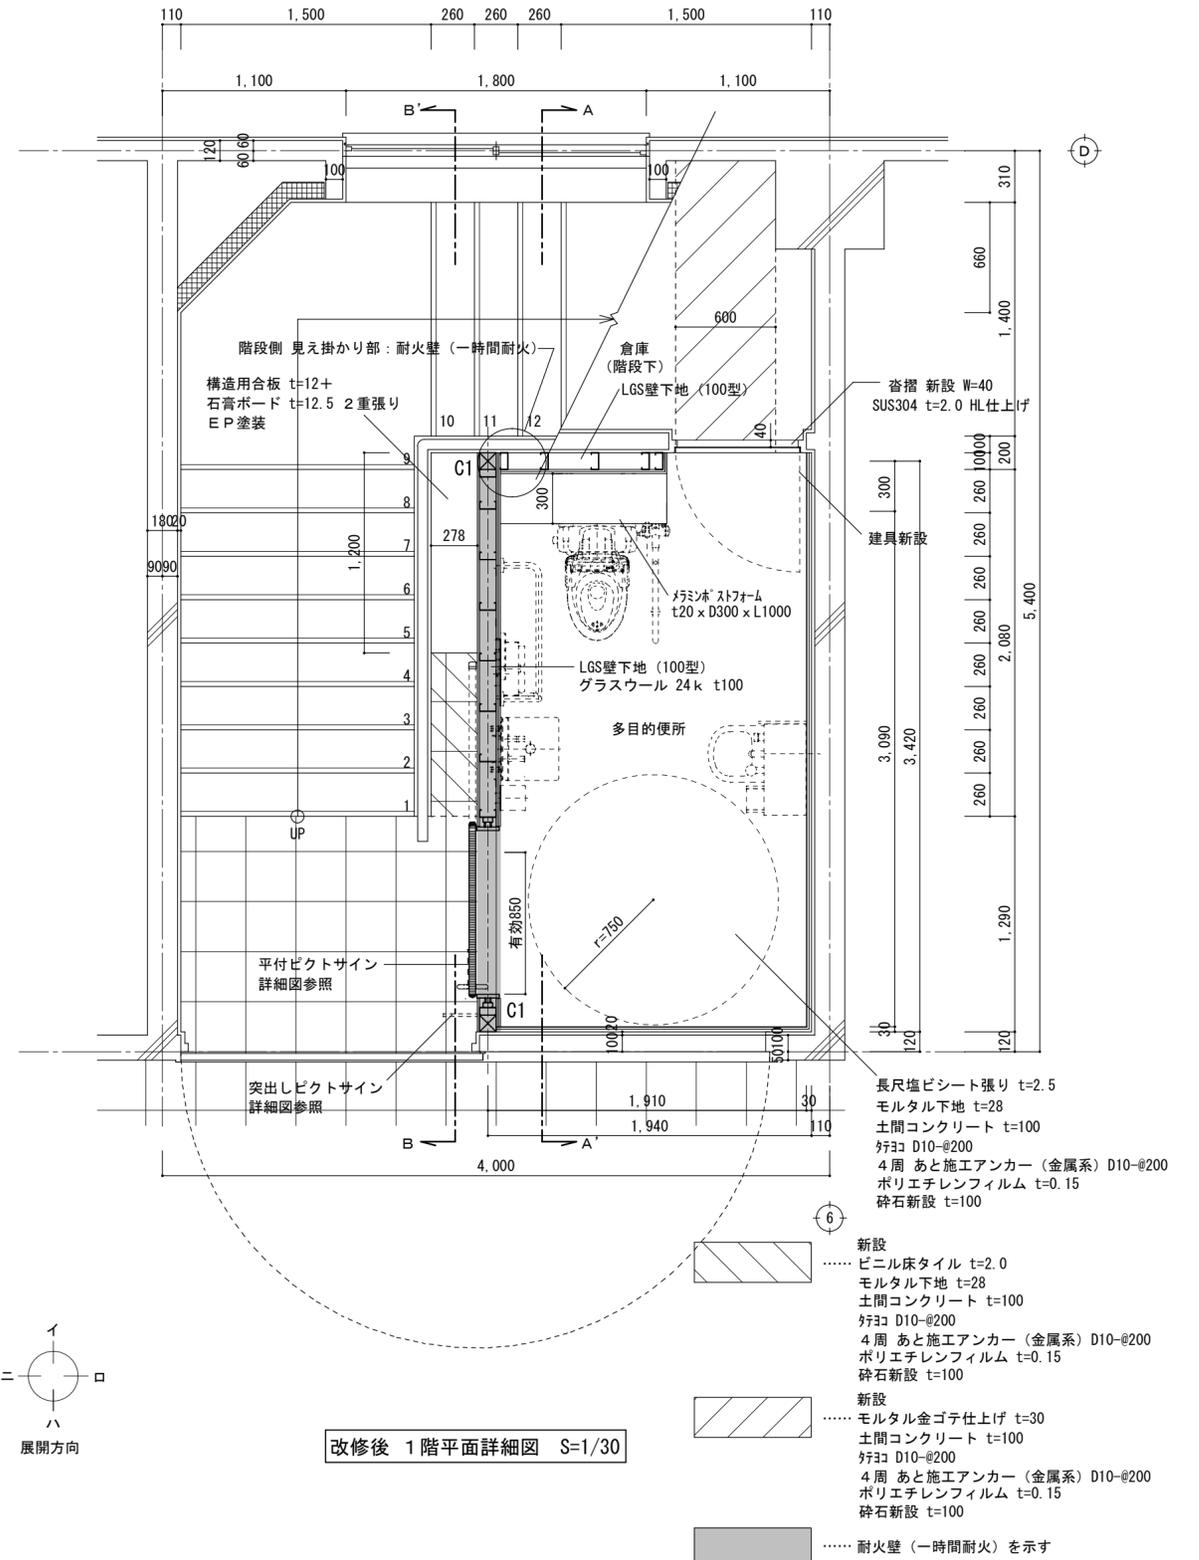 110
1,500
260
260
260
1,500
110
1,100
1,800
1,100
B'
A
D
120
60 60
100
100
310
660
1,400
600
階段側 見え掛かり部：耐火壁（一時間耐火）
倉庫
（階段下）
構造用合板 t=12＋
石膏ボード t=12.5 ２重張り
ＥＰ塗装
LGS壁下地（100型）
沓摺 新設 W=40
SUS304 t=2.0 HL仕上げ
10
11
12
40
200
C1
9
8
7
6
5
4
3
2
1
300
300
278
建具新設
180
20
90
90
1,200
ﾒﾗﾐﾝﾎﾟｽﾄﾌｫｰﾑ
t20ｘD300ｘL1000
LGS壁下地（100型）
グラスウール 24ｋ t100
多目的便所
260
260
260
260
260
260
260
260
2,080
5,400
3,090
3,420
UP
有効850
r=750
1,290
平付ピクトサイン
詳細図参照
C1
10020
50100
30
120
120
突出しピクトサイン
詳細図参照
1,910
30
1,940
110
B
A'
4,000
長尺塩ビシート張り t=2.5
モルタル下地 t=28
土間コンクリート t=100
ﾀﾃﾖｺ D10-@200
４周 あと施工アンカー（金属系）D10-@200
ポリエチレンフィルム t=0.15
砕石新設 t=100
6
新設
…… ビニル床タイル t=2.0
モルタル下地 t=28
土間コンクリート t=100
ﾀﾃﾖｺ D10-@200
４周 あと施工アンカー（金属系）D10-@200
ポリエチレンフィルム t=0.15
砕石新設 t=100
新設
…… モルタル金ゴテ仕上げ t=30
土間コンクリート t=100
ﾀﾃﾖｺ D10-@200
４周 あと施工アンカー（金属系）D10-@200
ポリエチレンフィルム t=0.15
砕石新設 t=100
…… 耐火壁（一時間耐火）を示す
イ
ニ
ロ
ハ
展開方向
改修後 １階平面詳細図 S=1/30